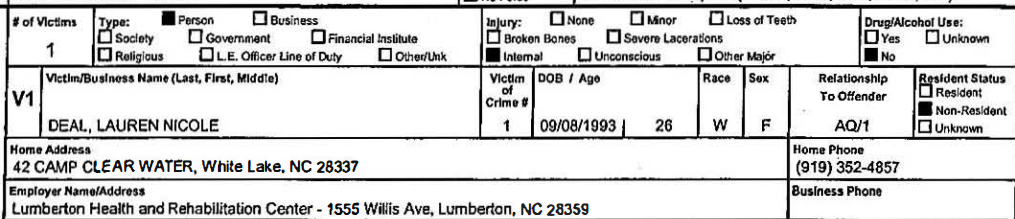 # of Victims Type: Person Business Injury: None Minor Loss of Teeth Drug/Alcohol Use:
1 Society Government Financial Institute Broken Bones Severe Lacerations Yes Unknown
Religious L.E. Officer Line of Duty Other/Unk Internal Unconscious Other Major No
V1 Victim/Business Name (Last, First, Middle) Victim of Crime # DOB / Age Race Sex Relationship To Offender Resident Status
Resident
Non-Resident
DEAL, LAUREN NICOLE 1 09/08/1993 26 W F AQ/1 Unknown
Home Address Home Phone
42 CAMP CLEAR WATER, White Lake, NC 28337 (919) 352-4857
Employer Name/Address Business Phone
Lumberton Health and Rehabilitation Center - 1555 Willis Ave, Lumberton, NC 28359